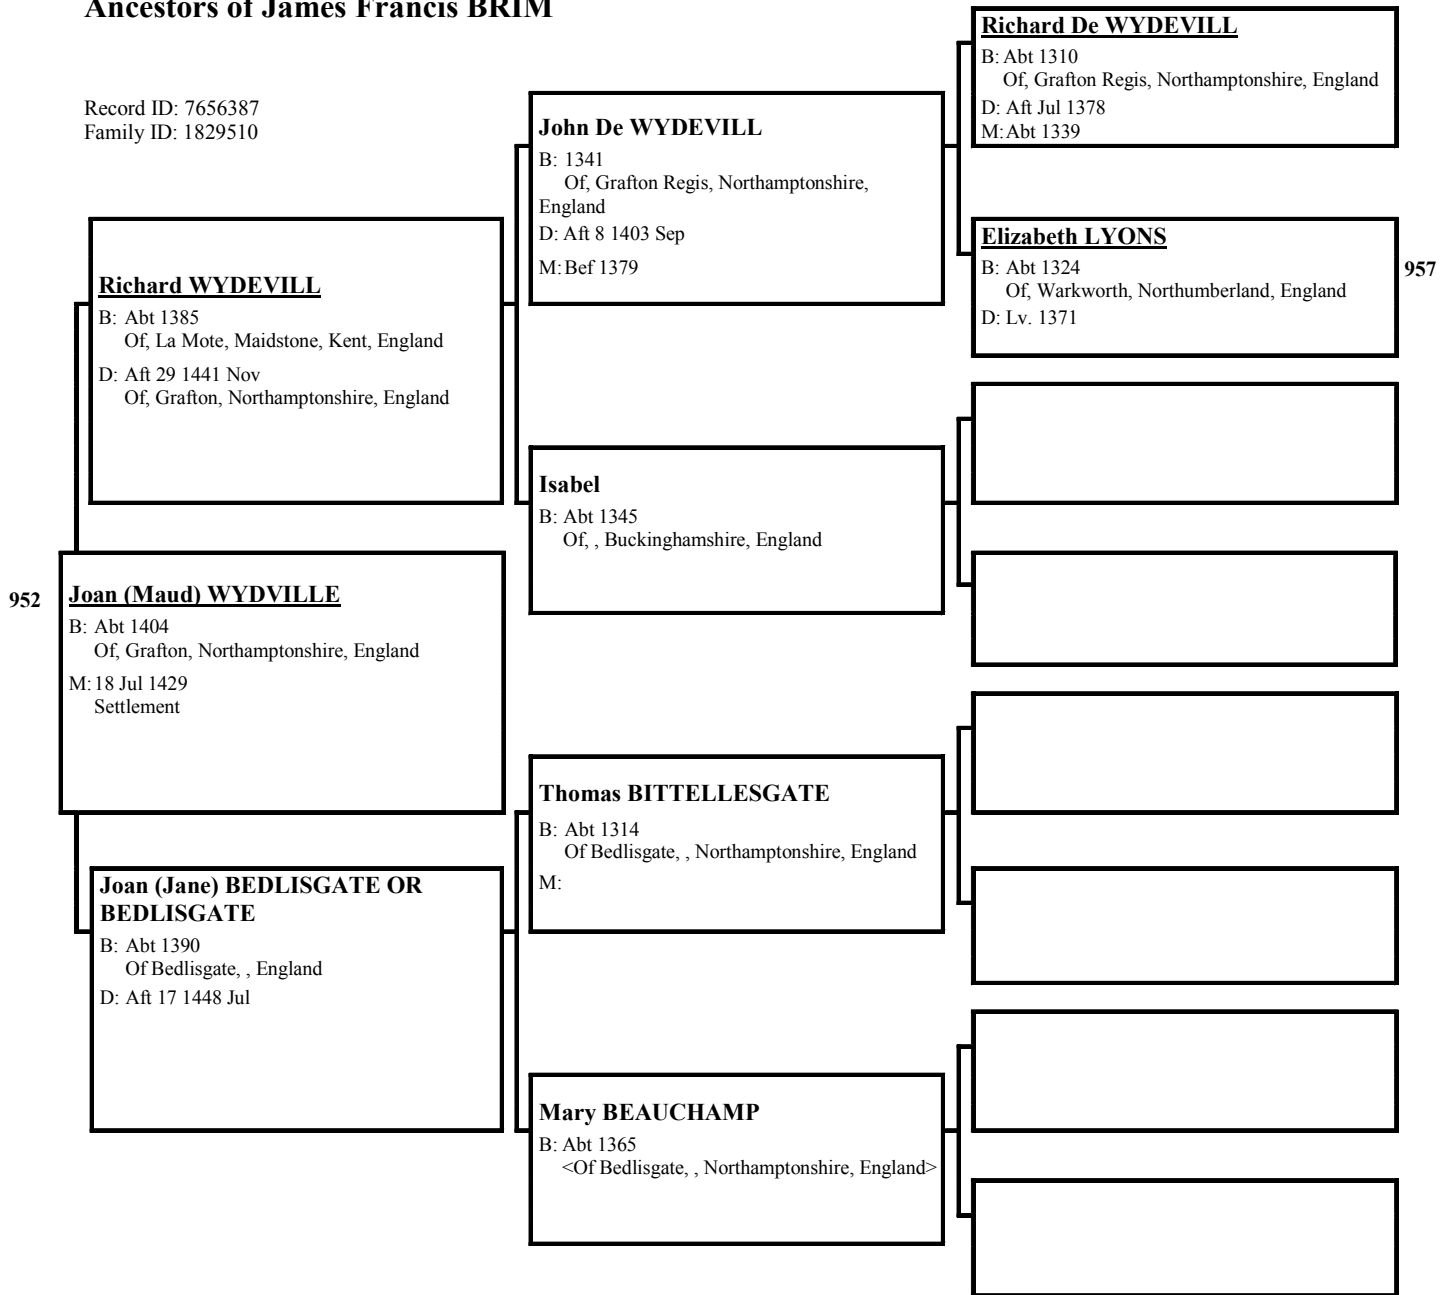 Ancestors of James Francis BRIM
Record ID: 7656387
Family ID: 1829510
952
Joan (Maud) WYDVILLE
B: Abt 1404
Of, Grafton, Northamptonshire, England
M: 18 Jul 1429
Settlement
Richard WYDEVILL
B: Abt 1385
Of, La Mote, Maidstone, Kent, England
D: Aft 29 1441 Nov
Of, Grafton, Northamptonshire, England
Joan (Jane) BEDLISGATE OR
BEDLISGATE
B: Abt 1390
Of Bedlisgate, , England
D: Aft 17 1448 Jul
John De WYDEVILL
B: 1341
Of, Grafton Regis, Northamptonshire,
England
D: Aft 8 1403 Sep
M: Bef 1379
Isabel
B: Abt 1345
Of, , Buckinghamshire, England
Thomas BITTELLESGATE
B: Abt 1314
Of Bedlisgate, , Northamptonshire, England
M:
Mary BEAUCHAMP
B: Abt 1365
<Of Bedlisgate, , Northamptonshire, England>
Richard De WYDEVILL
B: Abt 1310
Of, Grafton Regis, Northamptonshire, England
D: Aft Jul 1378
M: Abt 1339
Elizabeth LYONS
B: Abt 1324
Of, Warkworth, Northumberland, England
D: Lv. 1371
957